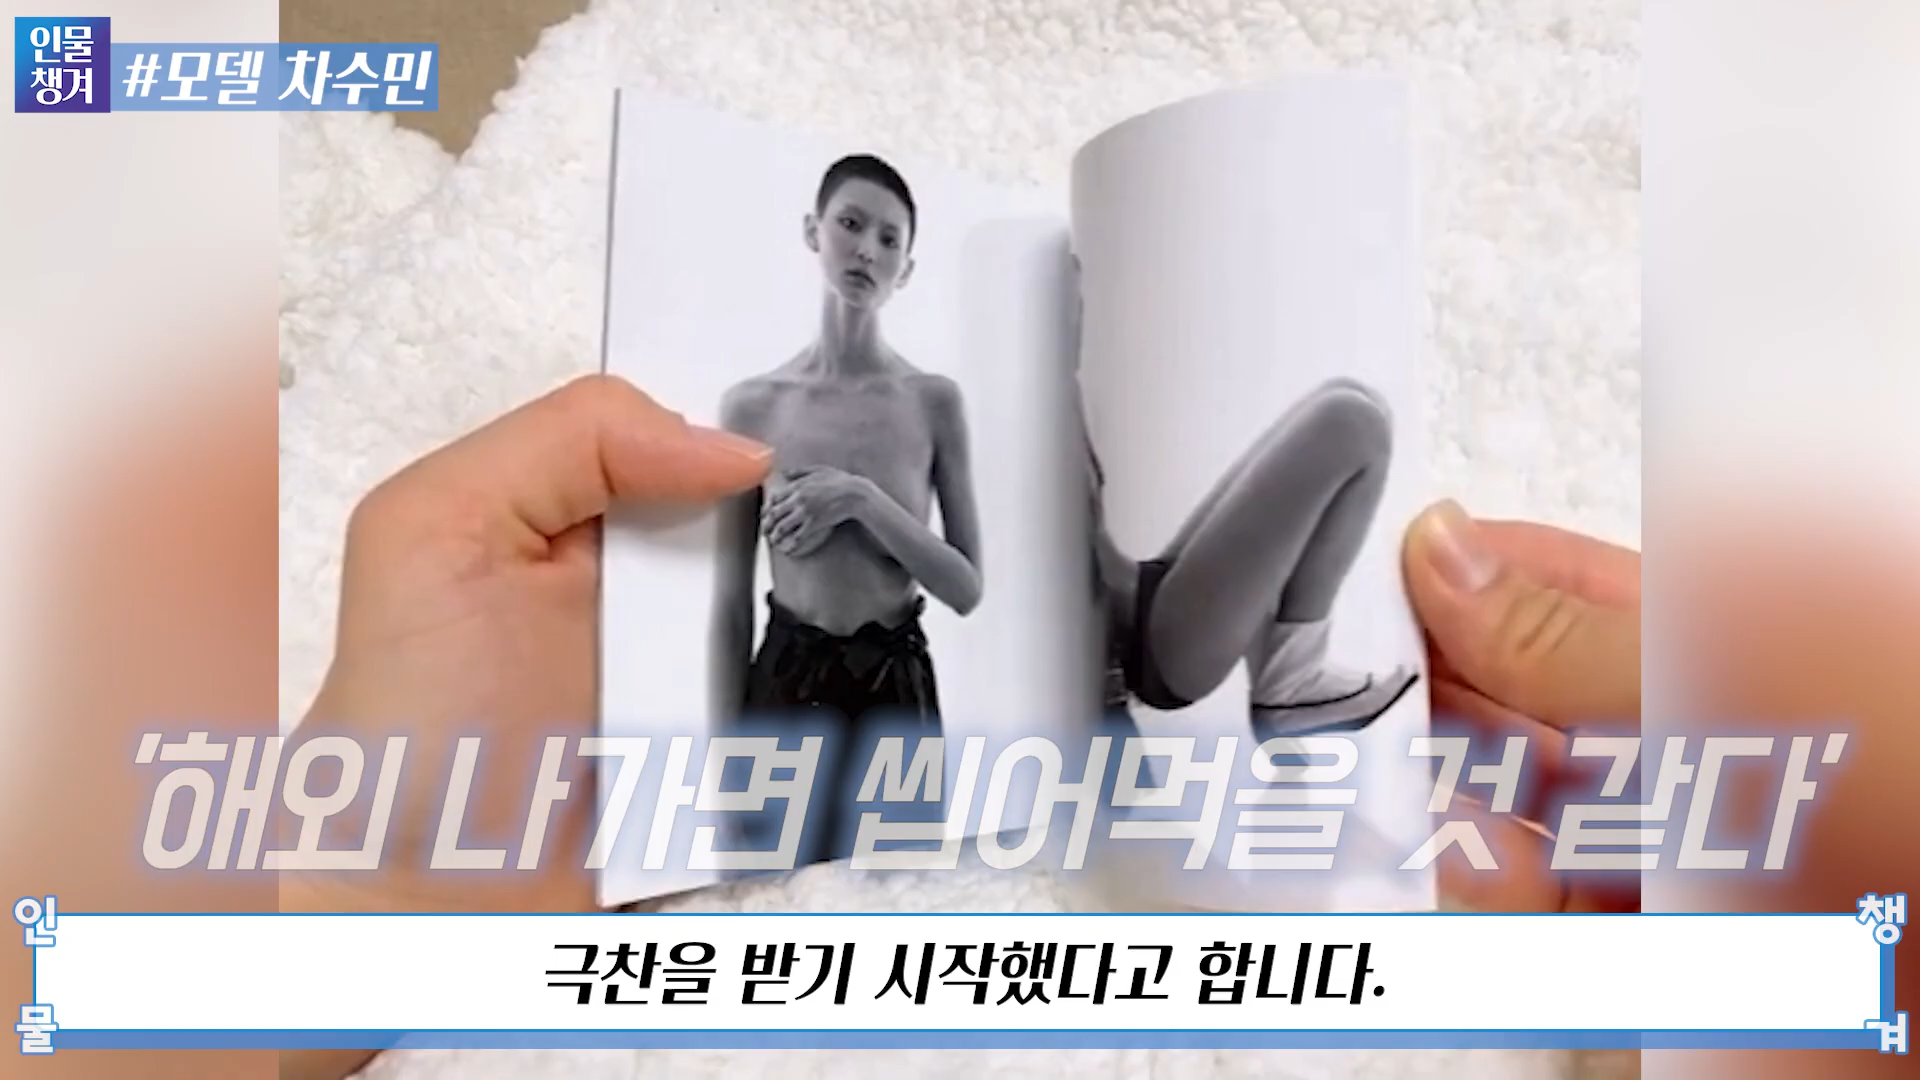 인물
챙겨
#모델 차수민
'해외 나가면 씹어먹을 것 같다'
인 챙
극찬을 받기 시작했다고 합니다.
물 겨